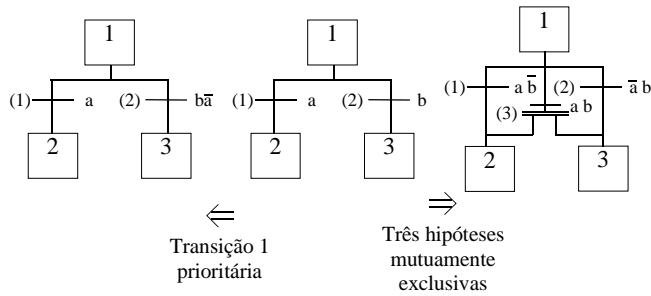 1
(1) a (2) bā
2 3
1
(1) a (2) b
2 3
1
(1) a b̄ (2) ā b
(3) a b
2 3
⇐
Transição 1
prioritária
⇒
Três hipóteses
mutuamente
exclusivas